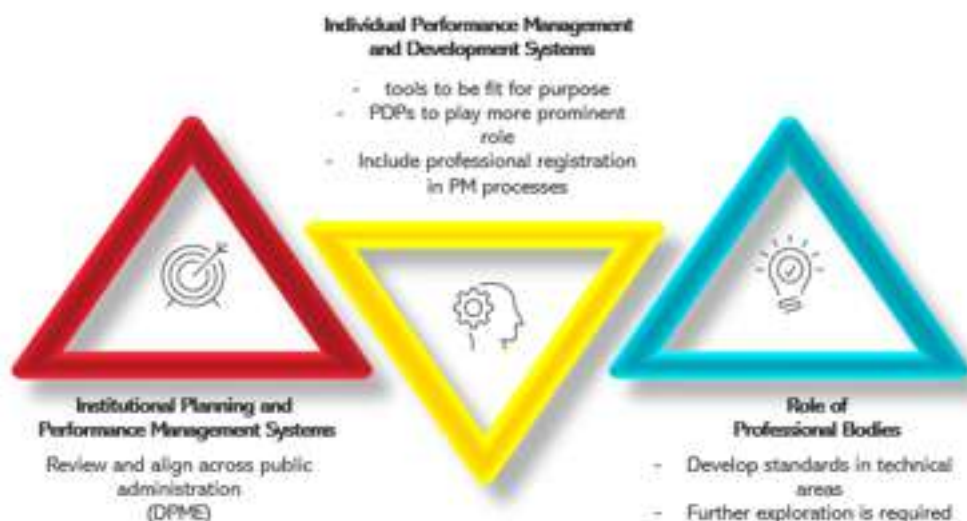 Individual Performance Management
and Development Systems
- tools to be fit for purpose
- PDPs to play more prominent
role
- Include professional registration
in PM processes
Institutional Planning and
Performance Management Systems
Review and align across public
administration
(DPME)
Role of
Professional Bodies
- Develop standards in technical
areas
- Further exploration is required